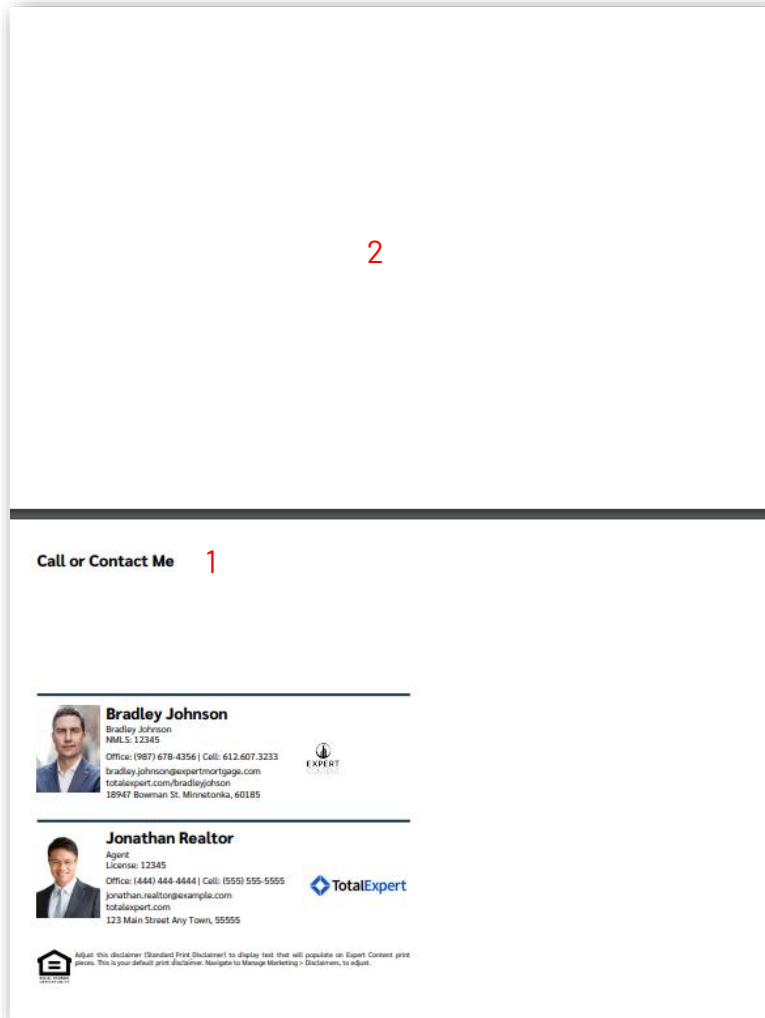 2
Call or Contact Me 1
Bradley Johnson
Bradley Johnson
NMLS: 12345
Office: (987) 678-4356 | Cell: 612.607.3233
bradley.johnson@expertmortgage.com
totalexpert.com/bradleyjohson
18947 Bowman St. Minnetonka, 60185
EXPERT
CONTENT
Jonathan Realtor
Agent
License: 12345
Office: (444) 444-4444 | Cell: (555) 555-5555
jonathan.realtor@example.com
totalexpert.com
123 Main Street Any Town, 55555
TotalExpert
Adjust this disclaimer (Standard Print Disclaimer) to display text that will populate on Expert Content print
pieces. This is your default print disclaimer. Navigate to Manage Marketing > Disclaimers, to adjust.
EQUAL HOUSING
OPPORTUNITY